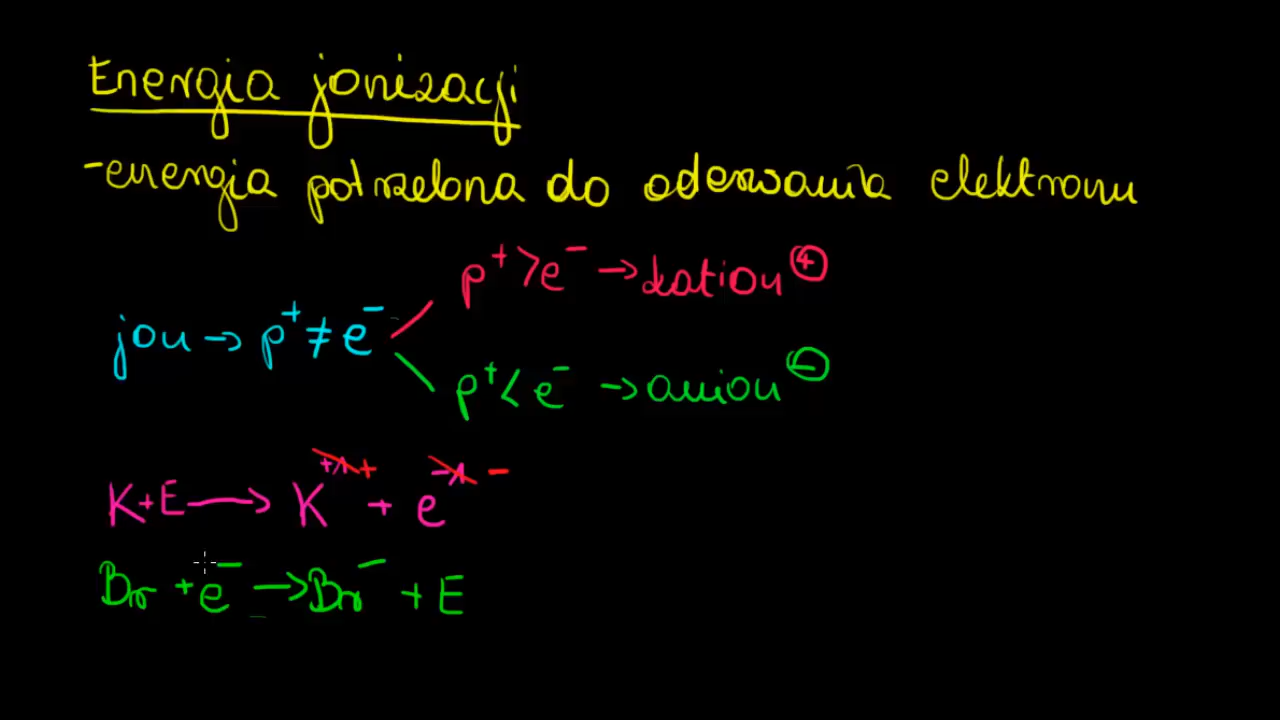 Energia jonizacji
-energia potrzebna do oderwania elektronu
p⁺>e⁻→kation⊕
jon→p⁺≠e⁻
p⁺<e⁻→anion⊖
K+E→K⁺+e⁻
Br+e⁻→Br⁻+E